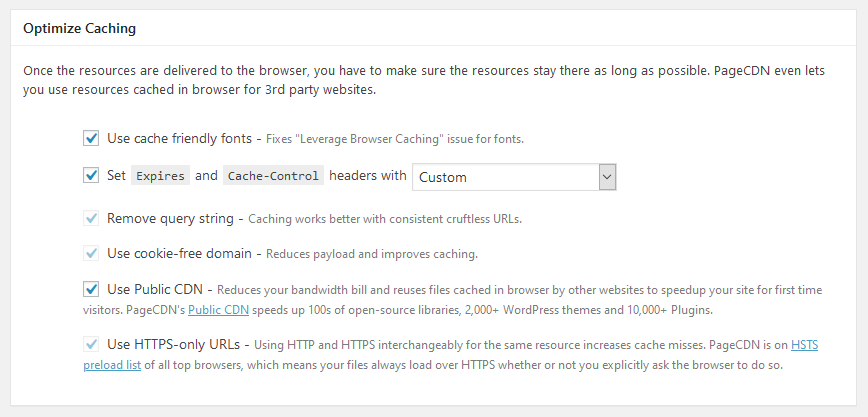 Optimize Caching
Once the resources are delivered to the browser, you have to make sure the resources stay there as long as possible. PageCDN even lets
you use resources cached in browser for 3rd party websites.
Use cache friendly fonts - Fixes "Leverage Browser Caching" issue for fonts.
Set Expires and Cache-Control headers with Custom
Remove query string - Caching works better with consistent cruftless URLs.
Use cookie-free domain - Reduces payload and improves caching.
Use Public CDN - Reduces your bandwidth bill and reuses files cached in browser by other websites to speedup your site for first time
visitors. PageCDN's Public CDN speeds up 100s of open-source libraries, 2,000+ WordPress themes and 10,000+ Plugins.
Use HTTPS-only URLs - Using HTTP and HTTPS interchangeably for the same resource increases cache misses. PageCDN is on HSTS
preload list of all top browsers, which means your files always load over HTTPS whether or not you explicitly ask the browser to do so.